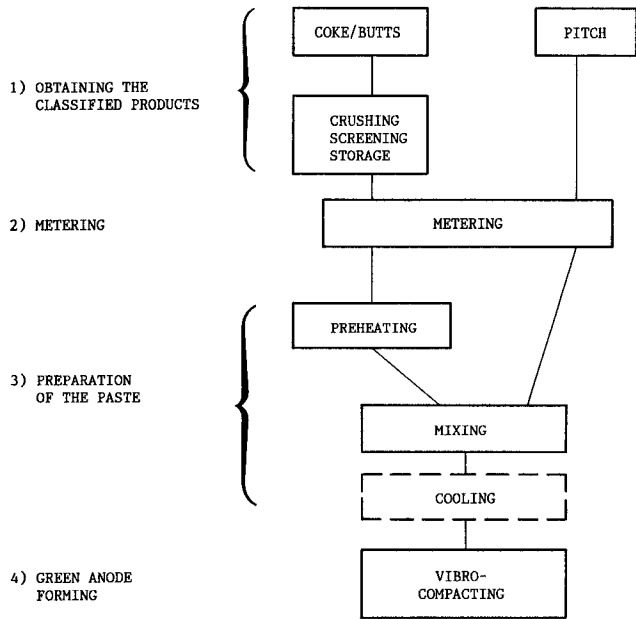 COKE/BUTTS
PITCH
1) OBTAINING THE
CLASSIFIED PRODUCTS
CRUSHING
SCREENING
STORAGE
2) METERING
METERING
PREHEATING
3) PREPARATION
OF THE PASTE
MIXING
COOLING
4) GREEN ANODE
FORMING
VIBRO-
COMPACTING